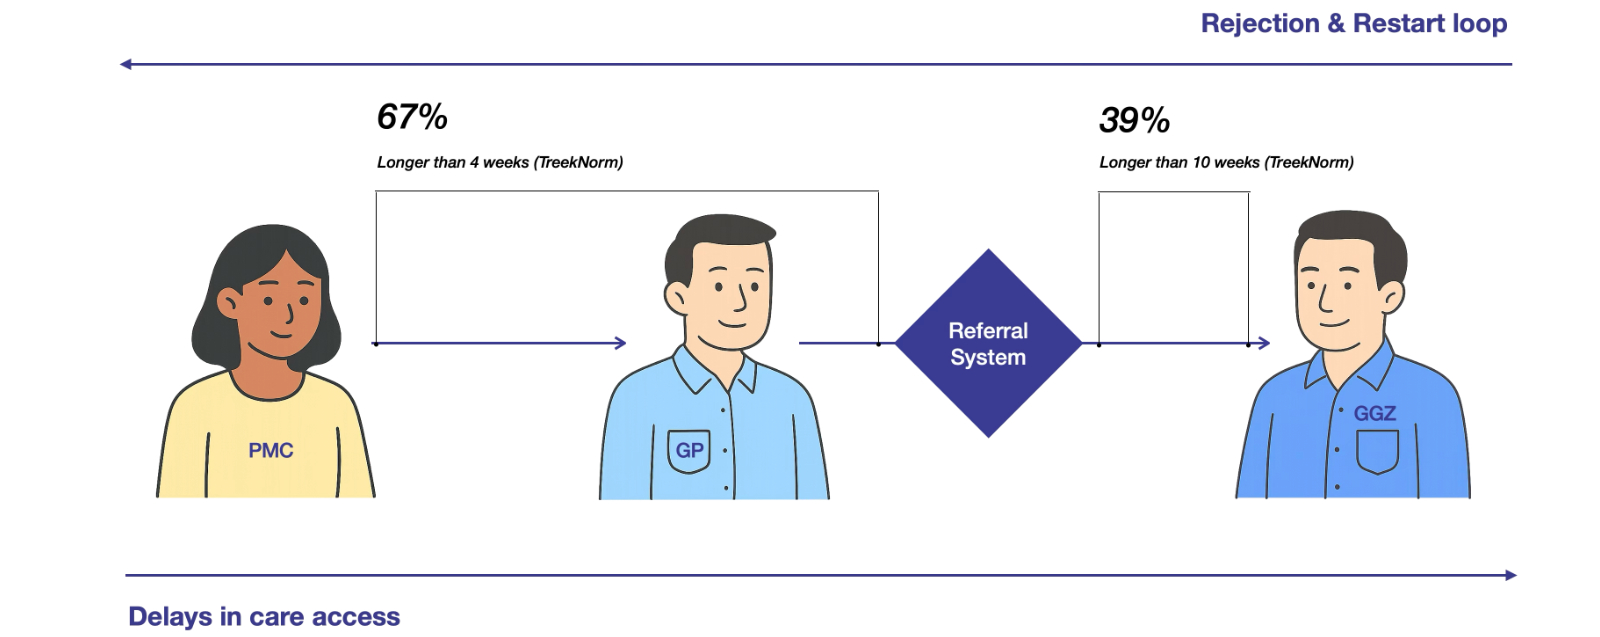 Rejection & Restart loop
67%
Longer than 4 weeks (TreekNorm)
39%
Longer than 10 weeks (TreekNorm)
Referral
System
PMC
GP
GGZ
Delays in care access